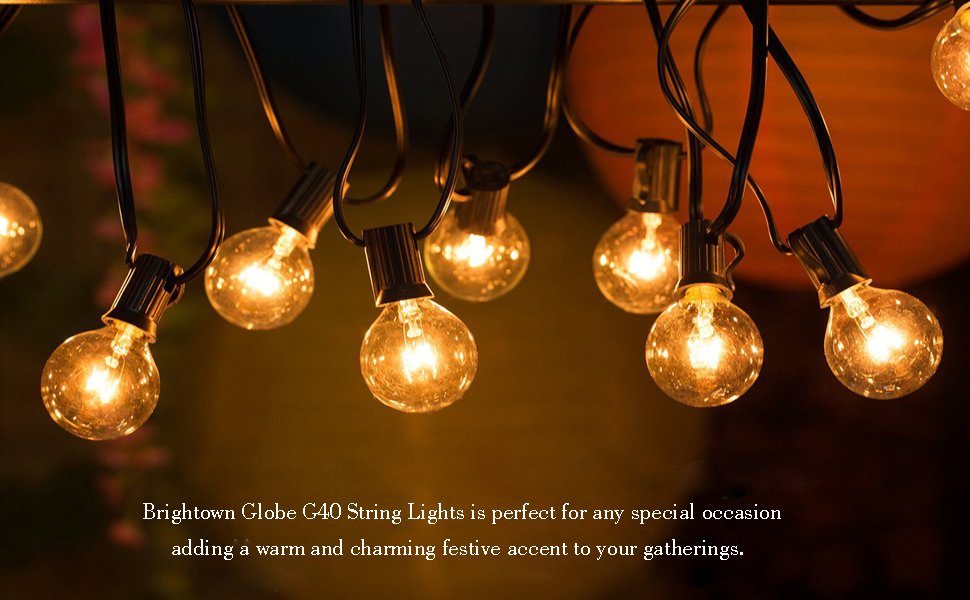 Brightown Globe G40 String Lights is perfect for any special occasion
adding a warm and charming festive accent to your gatherings.